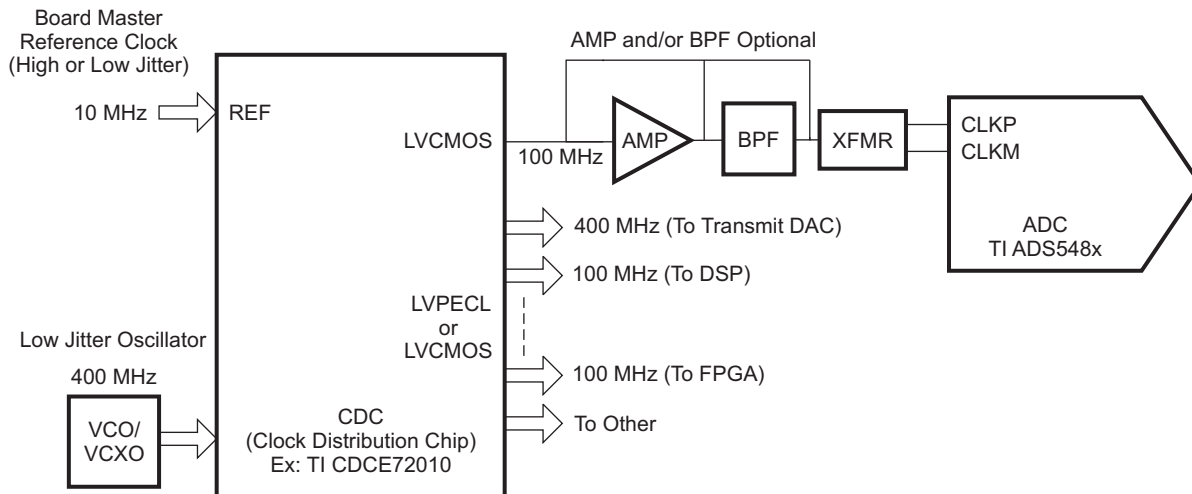 Board Master
Reference Clock
(High or Low Jitter)
10 MHz
REF
LVCMOS
100 MHz
AMP and/or BPF Optional
AMP
BPF
XFMR
CLKP
CLKM
ADC
TI ADS548x
400 MHz (To Transmit DAC)
100 MHz (To DSP)
LVPECL
or
LVCMOS
100 MHz (To FPGA)
To Other
Low Jitter Oscillator
400 MHz
VCO/
VCXO
CDC
(Clock Distribution Chip)
Ex: TI CDCE72010